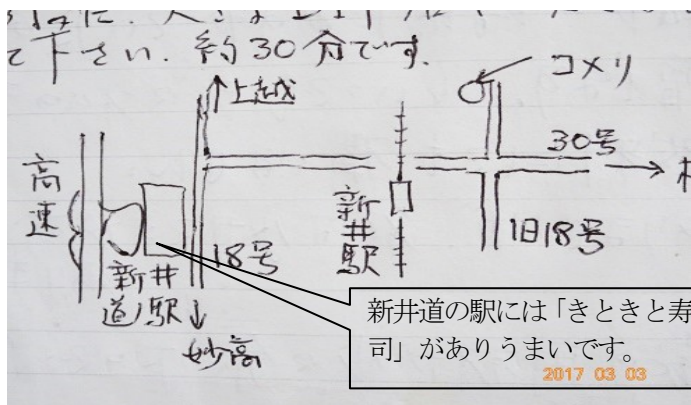 て下さい. 約30分です.
コメリ
↑上越
30号
高速
新井駅
旧18号
18号
新井道ノ駅
↓妙高
新井道の駅には「きときと寿
司」がありうまいです。
2017 03 03